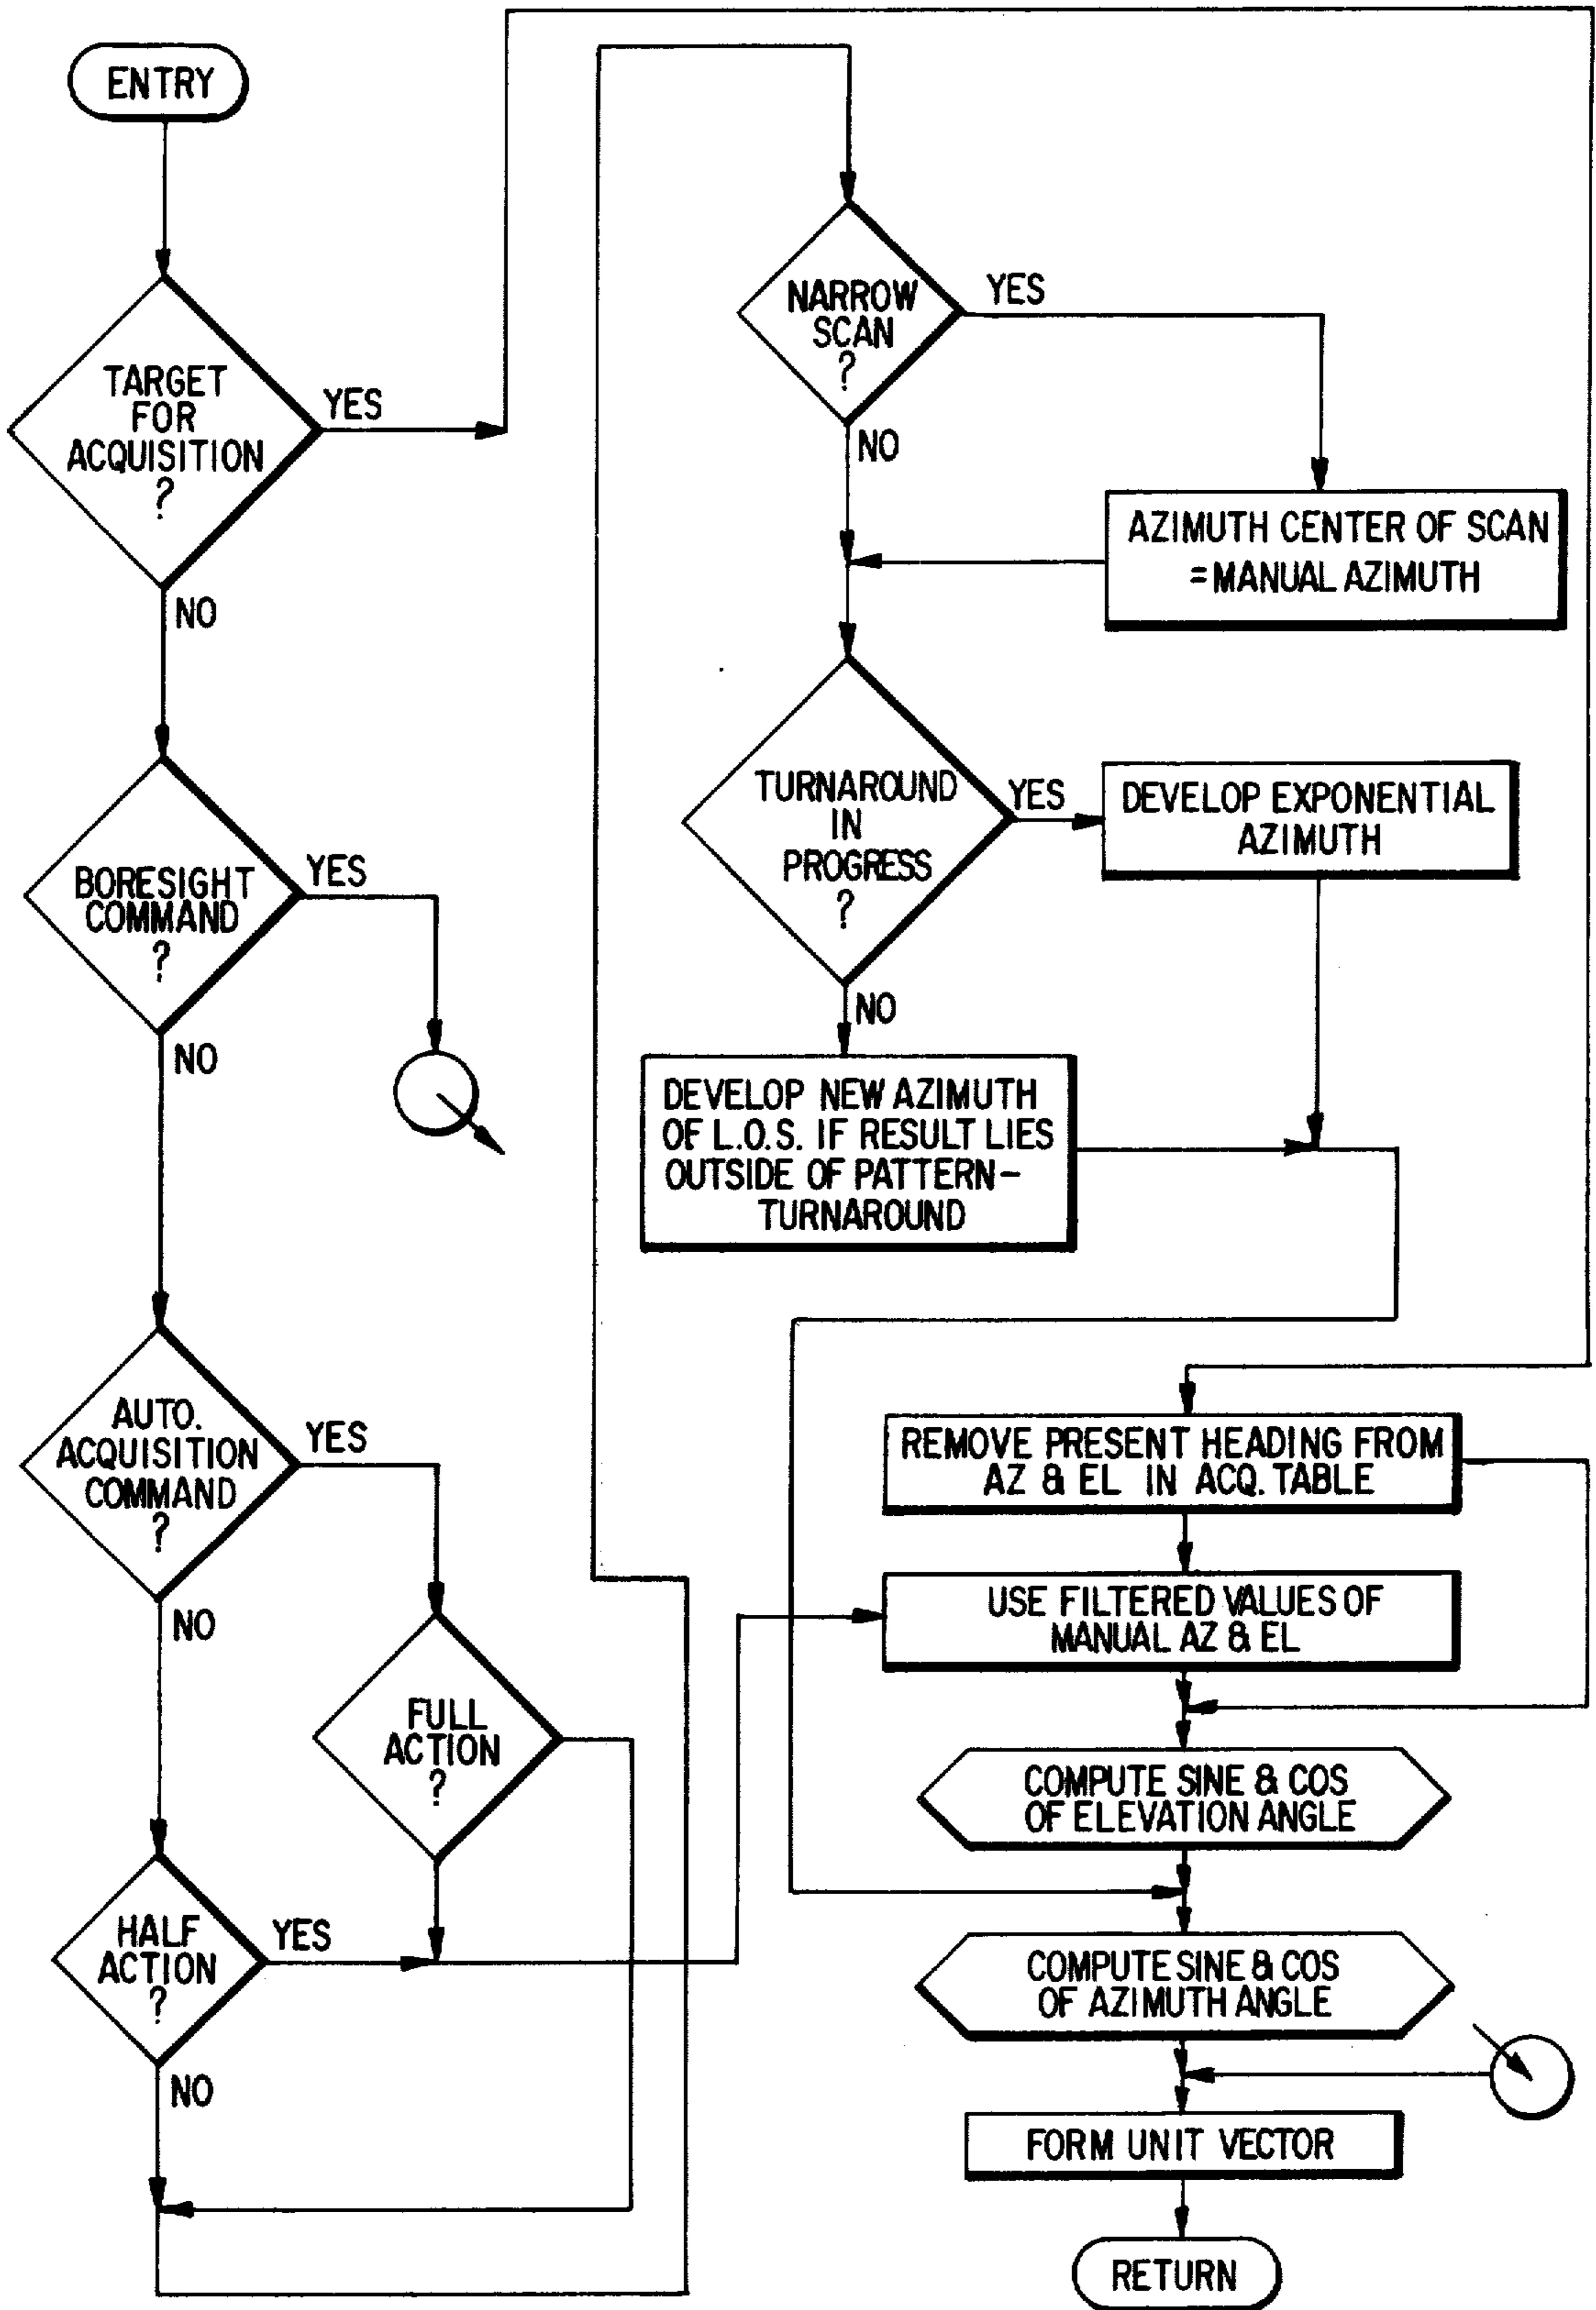 ENTRY
TARGET
FOR
ACQUISITION
?
YES
NO
BORESIGHT
COMMAND
?
YES
NO
AUTO.
ACQUISITION
COMMAND
?
YES
NO
FULL
ACTION
?
HALF
ACTION
?
YES
NO
NARROW
SCAN
?
YES
NO
AZIMUTH CENTER OF SCAN
=MANUAL AZIMUTH
TURNAROUND
IN
PROGRESS
?
YES
NO
DEVELOP EXPONENTIAL
AZIMUTH
DEVELOP NEW AZIMUTH
OF L.O.S. IF RESULT LIES
OUTSIDE OF PATTERN-
TURNAROUND
REMOVE PRESENT HEADING FROM
AZ & EL IN ACQ. TABLE
USE FILTERED VALUES OF
MANUAL AZ & EL
COMPUTE SINE & COS
OF ELEVATION ANGLE
COMPUTE SINE & COS
OF AZIMUTH ANGLE
FORM UNIT VECTOR
RETURN